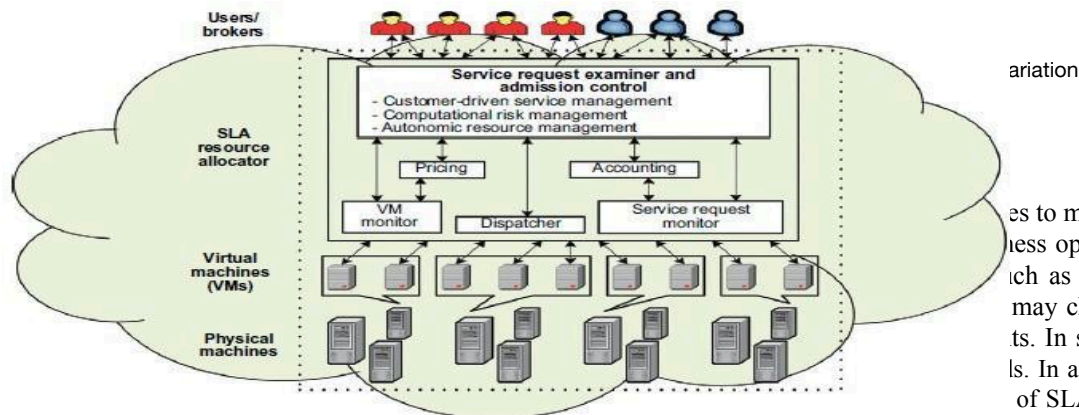 Users/
brokers
Service request examiner and
admission control
- Customer-driven service management
- Computational risk management
- Autonomic resource management
SLA
resource
allocator
Pricing
Accounting
VM
monitor
Dispatcher
Service request
monitor
Virtual
machines
(VMs)
Physical
machines
ariation
es to m
ness op
ich as
may c
ts. In s
ls. In a
of SLA